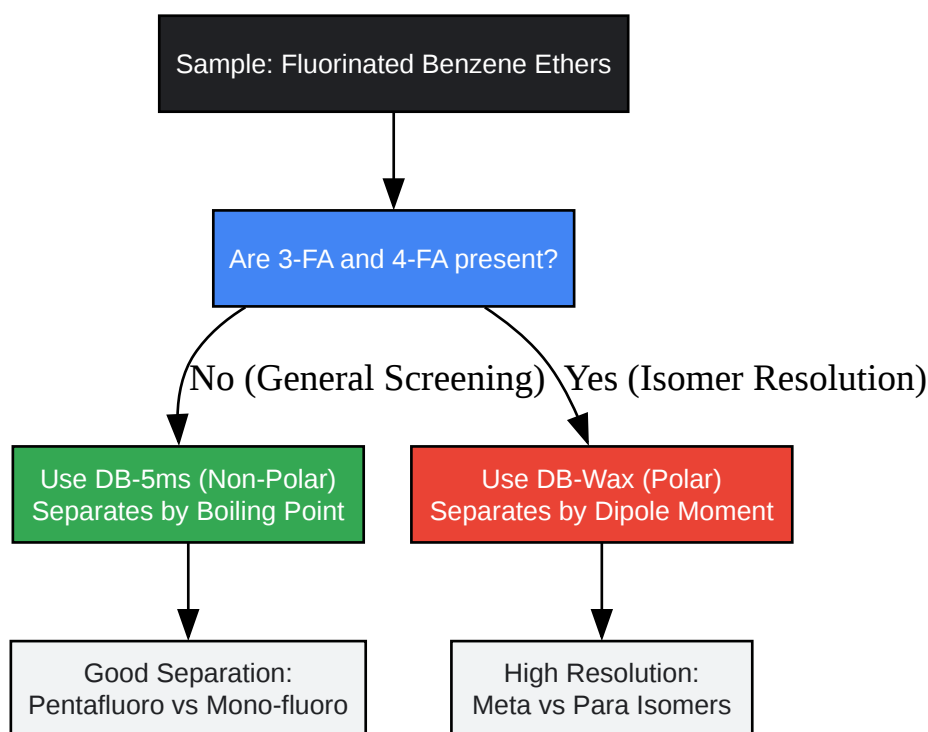 Sample: Fluorinated Benzene Ethers
Are 3-FA and 4-FA present?
No (General Screening)
Yes (Isomer Resolution)
Use DB-5ms (Non-Polar)
Separates by Boiling Point
Use DB-Wax (Polar)
Separates by Dipole Moment
Good Separation:
Pentafluoro vs Mono-fluoro
High Resolution:
Meta vs Para Isomers